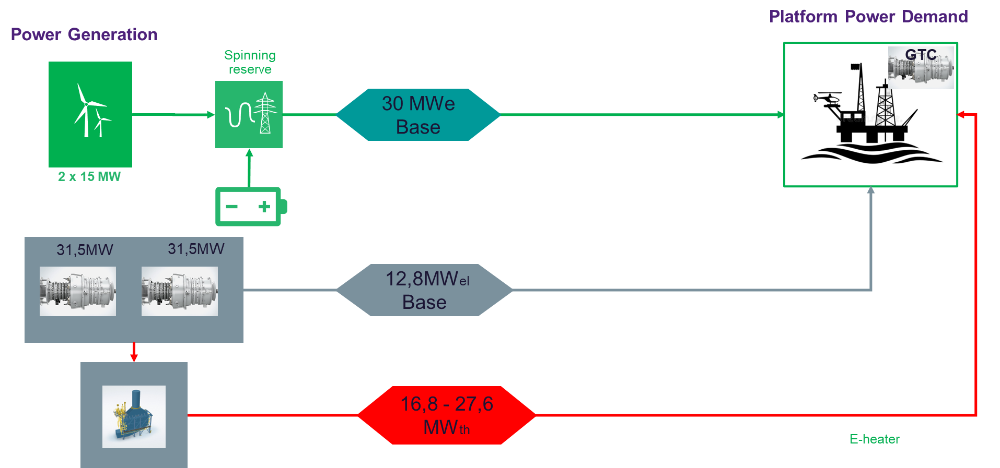 Platform Power Demand
Power Generation
GTC
Spinning
reserve
30 MWe
Base
2 x 15 MW
31,5MW
31,5MW
12,8MWel
Base
16,8 - 27,6
MWth
E-heater